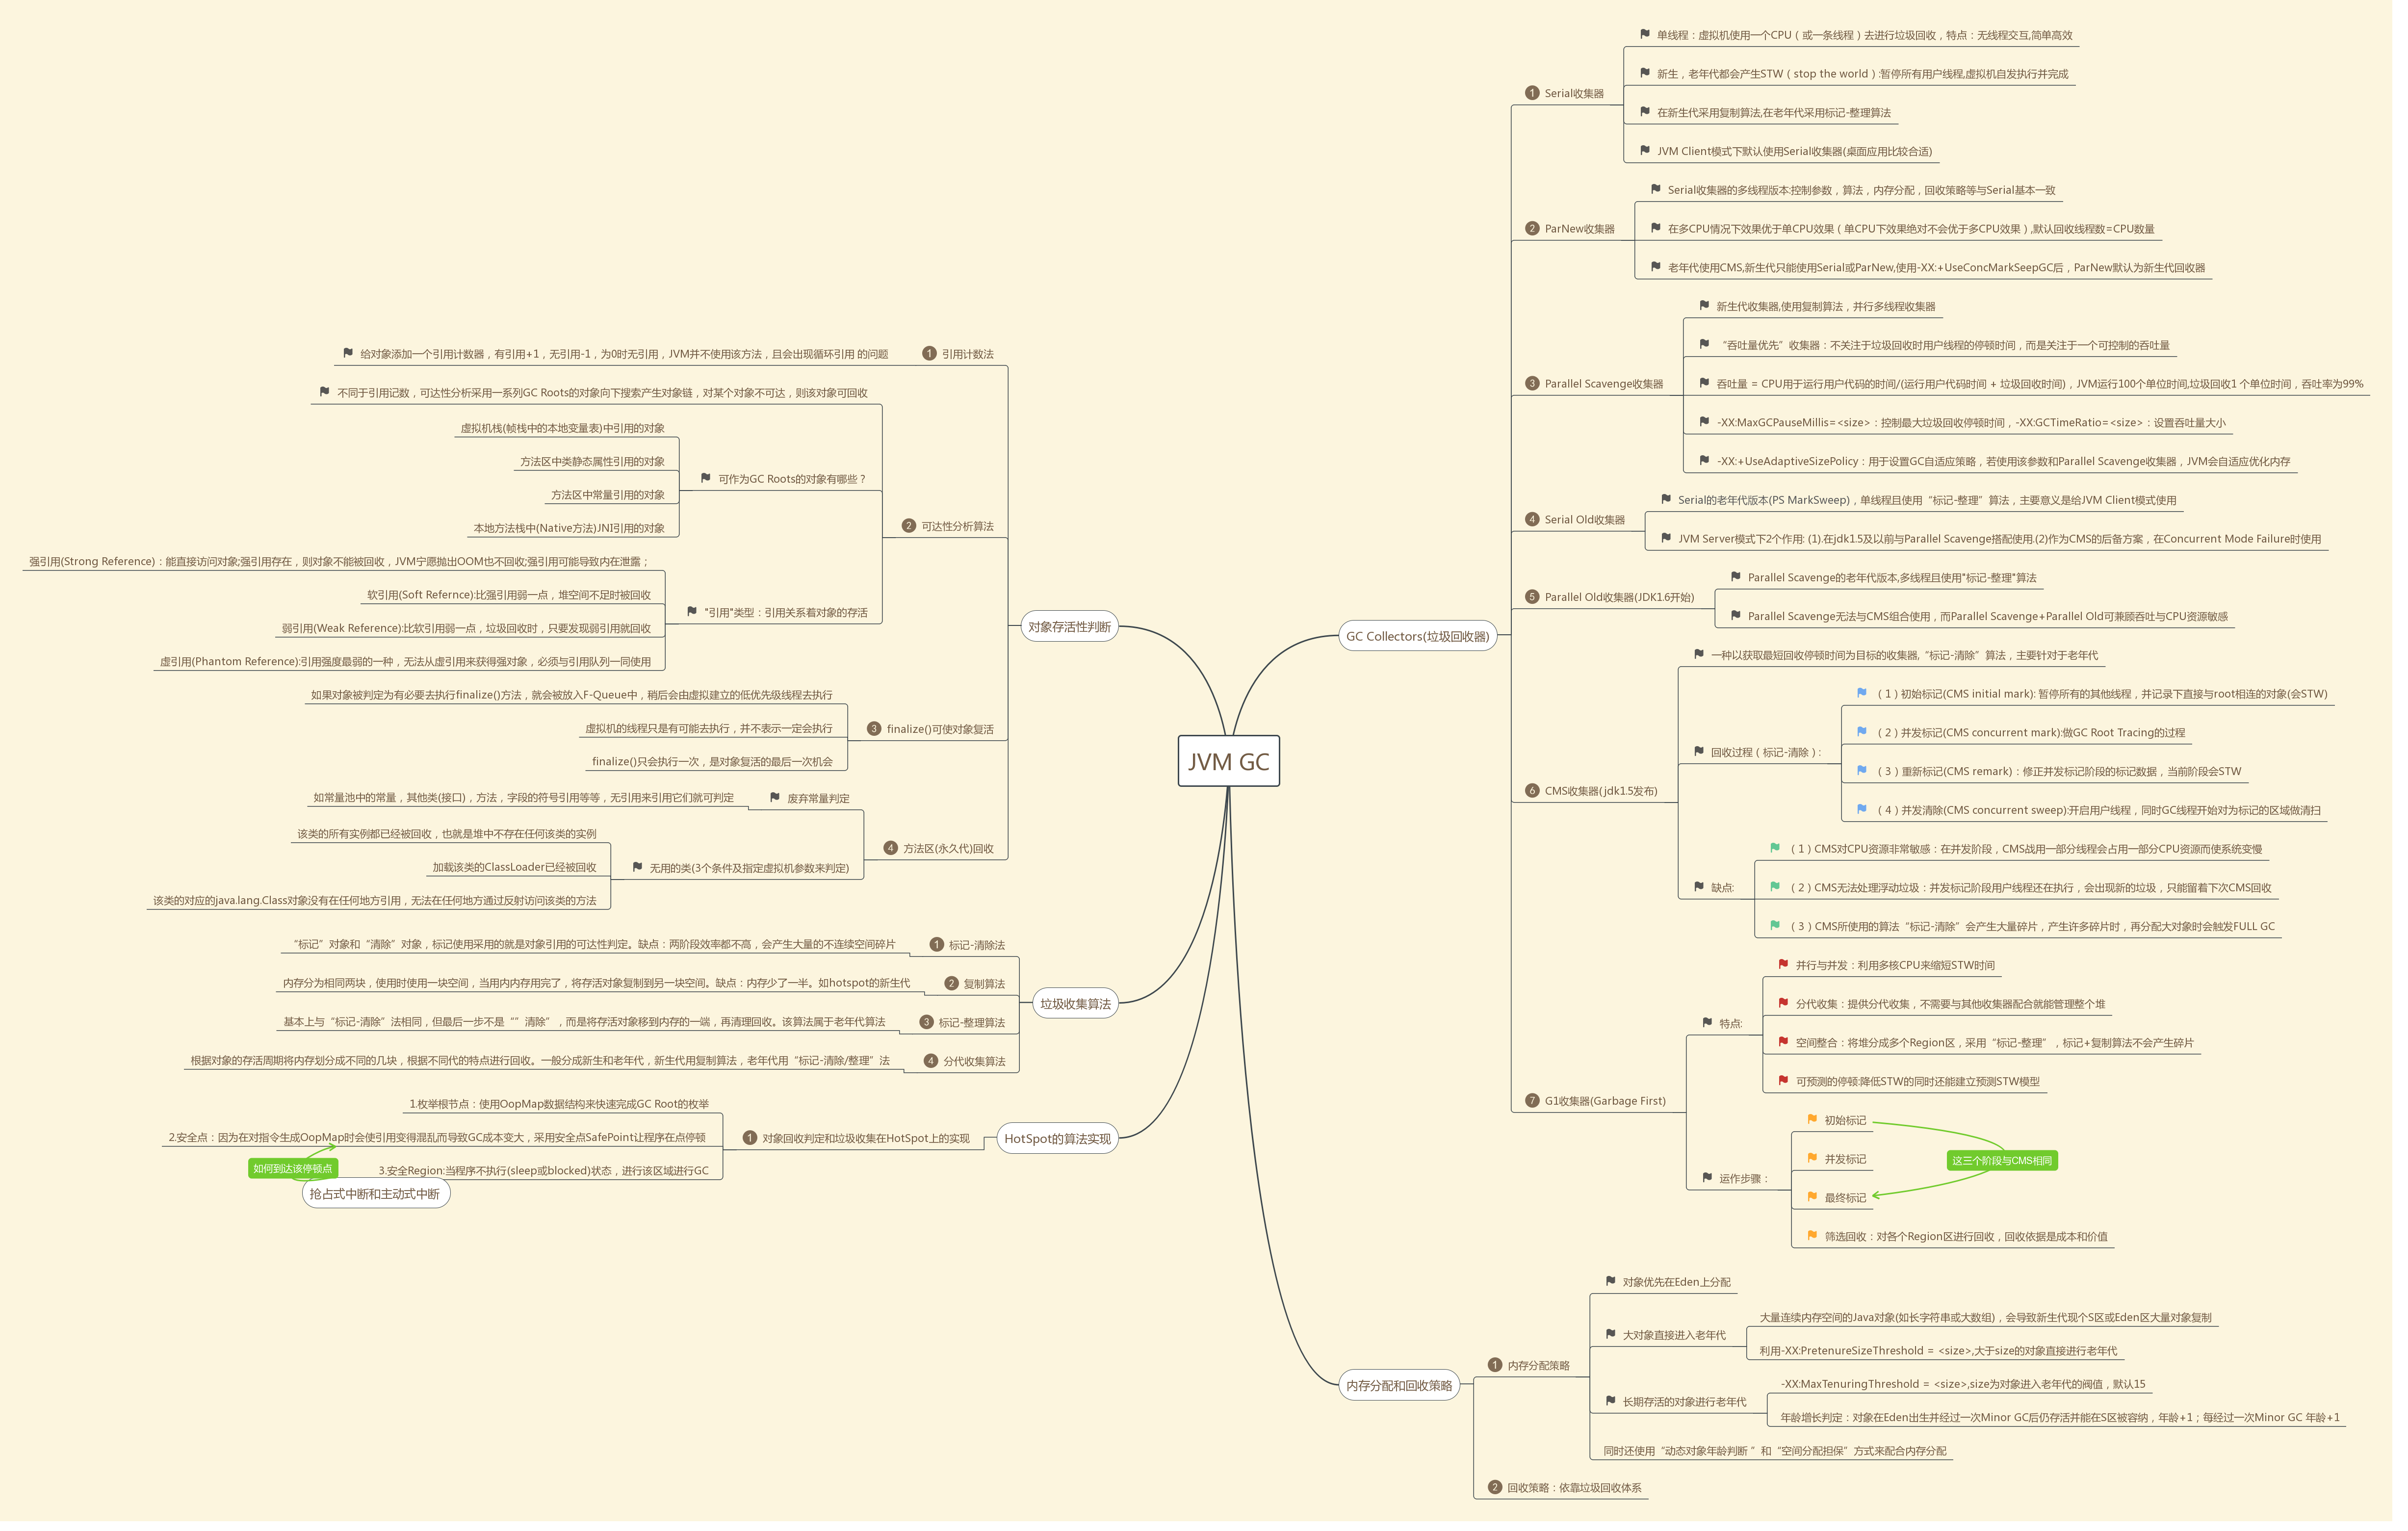 JVM GC
GC Collectors(垃圾回收器)
1 Serial收集器
单线程：虚拟机使用一个CPU（或一条线程）去进行垃圾回收，特点：无线程交互,简单高效
新生，老年代都会产生STW（stop the world）:暂停所有用户线程,虚拟机自发执行并完成
在新生代采用复制算法,在老年代采用标记-整理算法
JVM Client模式下默认使用Serial收集器(桌面应用比较合适)
2 ParNew收集器
Serial收集器的多线程版本:控制参数，算法，内存分配，回收策略等与Serial基本一致
在多CPU情况下效果优于单CPU效果（单CPU下效果绝对不会优于多CPU效果）,默认回收线程数=CPU数量
老年代使用CMS,新生代只能使用Serial或ParNew,使用-XX:+UseConcMarkSeepGC后，ParNew默认为新生代回收器
3 Parallel Scavenge收集器
新生代收集器,使用复制算法，并行多线程收集器
“吞吐量优先”收集器：不关注于垃圾回收时用户线程的停顿时间，而是关注于一个可控制的吞吐量
吞吐量 = CPU用于运行用户代码的时间/(运行用户代码时间 + 垃圾回收时间)，JVM运行100个单位时间,垃圾回收1 个单位时间，吞吐率为99%
-XX:MaxGCPauseMillis=<size>：控制最大垃圾回收停顿时间，-XX:GCTimeRatio=<size>：设置吞吐量大小
-XX:+UseAdaptiveSizePolicy：用于设置GC自适应策略，若使用该参数和Parallel Scavenge收集器，JVM会自适应优化内存
4 Serial Old收集器
Serial的老年代版本(PS MarkSweep)，单线程且使用“标记-整理”算法，主要意义是给JVM Client模式使用
JVM Server模式下2个作用: (1).在jdk1.5及以前与Parallel Scavenge搭配使用.(2)作为CMS的后备方案，在Concurrent Mode Failure时使用
5 Parallel Old收集器(JDK1.6开始)
Parallel Scavenge的老年代版本,多线程且使用"标记-整理"算法
Parallel Scavenge无法与CMS组合使用，而Parallel Scavenge+Parallel Old可兼顾吞吐与CPU资源敏感
6 CMS收集器(jdk1.5发布)
一种以获取最短回收停顿时间为目标的收集器,“标记-清除”算法，主要针对于老年代
回收过程（标记-清除）:
（1）初始标记(CMS initial mark): 暂停所有的其他线程，并记录下直接与root相连的对象(会STW)
（2）并发标记(CMS concurrent mark):做GC Root Tracing的过程
（3）重新标记(CMS remark)：修正并发标记阶段的标记数据，当前阶段会STW
（4）并发清除(CMS concurrent sweep):开启用户线程，同时GC线程开始对为标记的区域做清扫
缺点:
（1）CMS对CPU资源非常敏感：在并发阶段，CMS战用一部分线程会占用一部分CPU资源而使系统变慢
（2）CMS无法处理浮动垃圾：并发标记阶段用户线程还在执行，会出现新的垃圾，只能留着下次CMS回收
（3）CMS所使用的算法“标记-清除”会产生大量碎片，产生许多碎片时，再分配大对象时会触发FULL GC
7 G1收集器(Garbage First)
特点:
并行与并发：利用多核CPU来缩短STW时间
分代收集：提供分代收集，不需要与其他收集器配合就能管理整个堆
空间整合：将堆分成多个Region区，采用“标记-整理”，标记+复制算法不会产生碎片
可预测的停顿:降低STW的同时还能建立预测STW模型
运作步骤：
初始标记
并发标记
最终标记
筛选回收：对各个Region区进行回收，回收依据是成本和价值
这三个阶段与CMS相同
内存分配和回收策略
1 内存分配策略
对象优先在Eden上分配
大对象直接进入老年代
大量连续内存空间的Java对象(如长字符串或大数组)，会导致新生代现个S区或Eden区大量对象复制
利用-XX:PretenureSizeThreshold = <size>,大于size的对象直接进行老年代
长期存活的对象进行老年代
-XX:MaxTenuringThreshold = <size>,size为对象进入老年代的阀值，默认15
年龄增长判定：对象在Eden出生并经过一次Minor GC后仍存活并能在S区被容纳，年龄+1；每经过一次Minor GC 年龄+1
同时还使用“动态对象年龄判断 ”和“空间分配担保”方式来配合内存分配
2 回收策略：依靠垃圾回收体系
对象存活性判断
1 引用计数法
给对象添加一个引用计数器，有引用+1，无引用-1，为0时无引用，JVM并不使用该方法，且会出现循环引用 的问题
2 可达性分析算法
不同于引用记数，可达性分析采用一系列GC Roots的对象向下搜索产生对象链，对某个对象不可达，则该对象可回收
可作为GC Roots的对象有哪些？
虚拟机栈(帧栈中的本地变量表)中引用的对象
方法区中类静态属性引用的对象
方法区中常量引用的对象
本地方法栈中(Native方法)JNI引用的对象
"引用"类型：引用关系着对象的存活
强引用(Strong Reference)：能直接访问对象;强引用存在，则对象不能被回收，JVM宁愿抛出OOM也不回收;强引用可能导致内在泄露；
软引用(Soft Refernce):比强引用弱一点，堆空间不足时被回收
弱引用(Weak Reference):比软引用弱一点，垃圾回收时，只要发现弱引用就回收
虚引用(Phantom Reference):引用强度最弱的一种，无法从虚引用来获得强对象，必须与引用队列一同使用
3 finalize()可使对象复活
如果对象被判定为有必要去执行finalize()方法，就会被放入F-Queue中，稍后会由虚拟建立的低优先级线程去执行
虚拟机的线程只是有可能去执行，并不表示一定会执行
finalize()只会执行一次，是对象复活的最后一次机会
4 方法区(永久代)回收
废弃常量判定
如常量池中的常量，其他类(接口)，方法，字段的符号引用等等，无引用来引用它们就可判定
无用的类(3个条件及指定虚拟机参数来判定)
该类的所有实例都已经被回收，也就是堆中不存在任何该类的实例
加载该类的ClassLoader已经被回收
该类的对应的java.lang.Class对象没有在任何地方引用，无法在任何地方通过反射访问该类的方法
垃圾收集算法
1 标记-清除法
“标记”对象和“清除”对象，标记使用采用的就是对象引用的可达性判定。缺点：两阶段效率都不高，会产生大量的不连续空间碎片
2 复制算法
内存分为相同两块，使用时使用一块空间，当用内内存用完了，将存活对象复制到另一块空间。缺点：内存少了一半。如hotspot的新生代
3 标记-整理算法
基本上与“标记-清除”法相同，但最后一步不是“”清除”，而是将存活对象移到内存的一端，再清理回收。该算法属于老年代算法
4 分代收集算法
根据对象的存活周期将内存划分成不同的几块，根据不同代的特点进行回收。一般分成新生和老年代，新生代用复制算法，老年代用“标记-清除/整理”法
HotSpot的算法实现
1 对象回收判定和垃圾收集在HotSpot上的实现
1.枚举根节点：使用OopMap数据结构来快速完成GC Root的枚举
2.安全点：因为在对指令生成OopMap时会使引用变得混乱而导致GC成本变大，采用安全点SafePoint让程序在点停顿
3.安全Region:当程序不执行(sleep或blocked)状态，进行该区域进行GC
如何到达该停顿点
抢占式中断和主动式中断